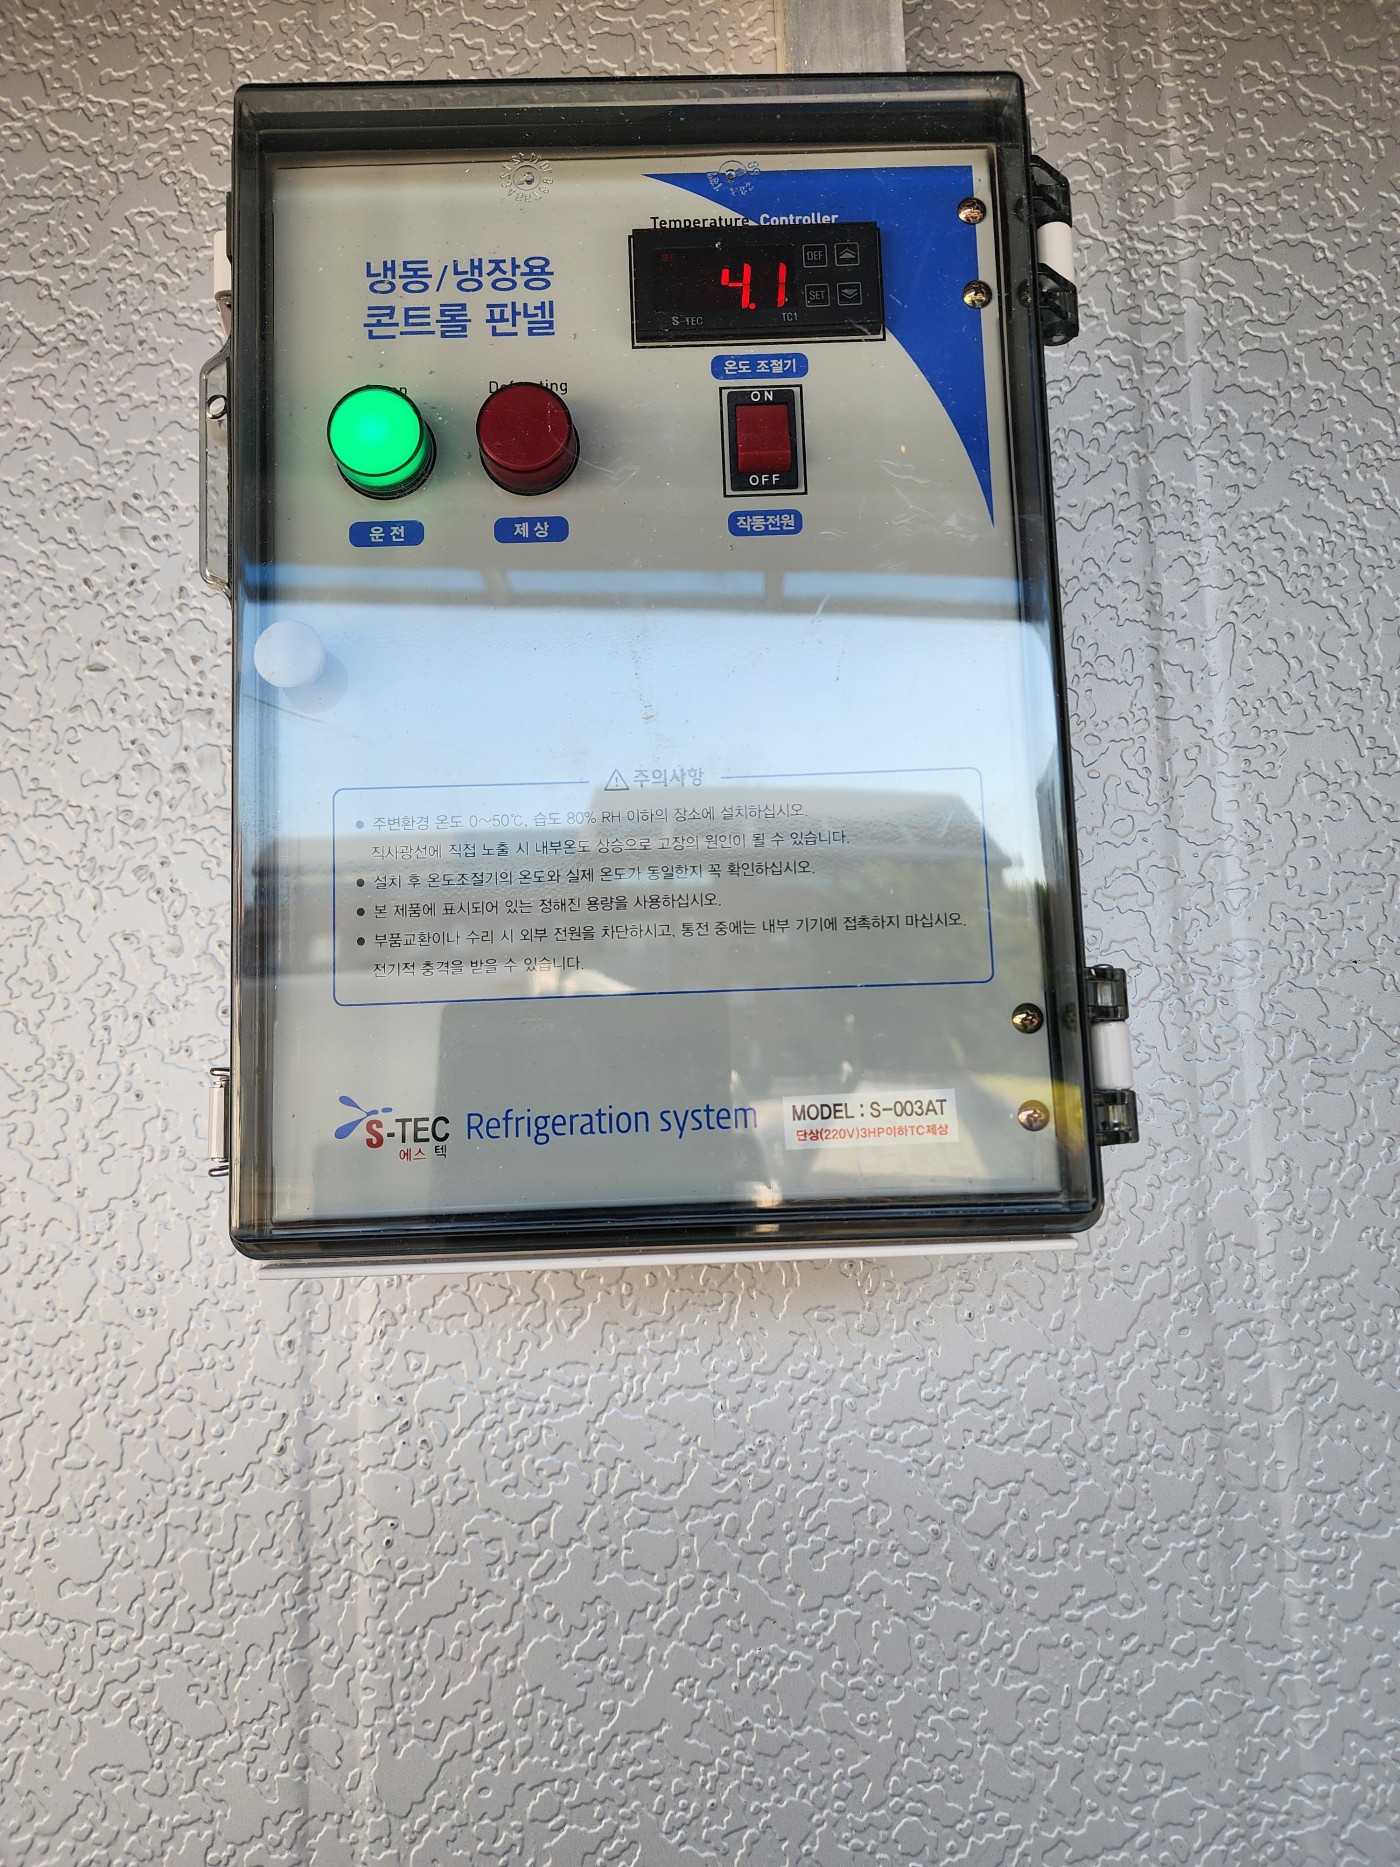 Temperature Controller
냉동/냉장용
콘트롤 판넬
4.1
DEF
SET
S-TEC
TC1
온도 조절기
ON
OFF
운전
제상
작동전원
주의사항
● 주변환경 온도 0~50℃, 습도 80% RH 이하의 장소에 설치하십시오.
직사광선에 직접 노출 시 내부온도 상승으로 고장의 원인이 될 수 있습니다.
● 설치 후 온도조절기의 온도와 실제 온도가 동일한지 꼭 확인하십시오.
● 본 제품에 표시되어 있는 정해진 용량을 사용하십시오.
● 부품교환이나 수리 시 외부 전원을 차단하시고, 통전 중에는 내부 기기에 접촉하지 마십시오.
전기적 충격을 받을 수 있습니다.
S-TEC Refrigeration system
에스 텍
MODEL : S-003AT
단상(220V)3HP이하TC제상